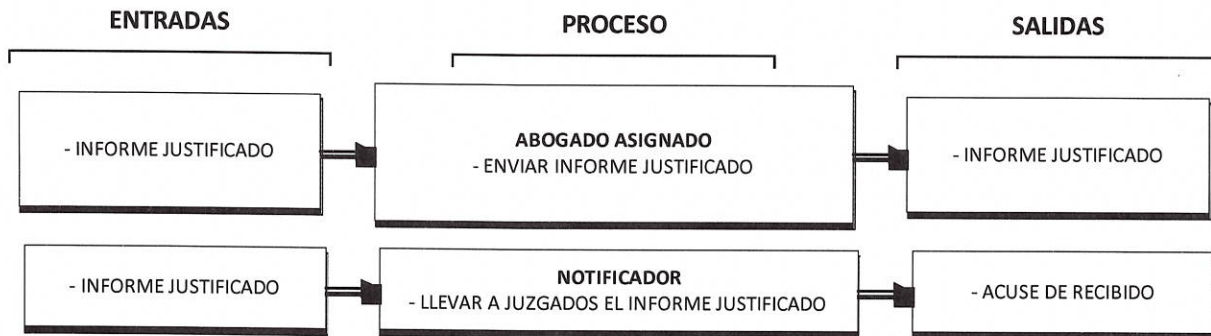 ENTRADAS
PROCESO
SALIDAS
- INFORME JUSTIFICADO
ABOGADO ASIGNADO
- ENVIAR INFORME JUSTIFICADO
- INFORME JUSTIFICADO
- INFORME JUSTIFICADO
NOTIFICADOR
- LLEVAR A JUZGADOS EL INFORME JUSTIFICADO
- ACUSE DE RECIBIDO